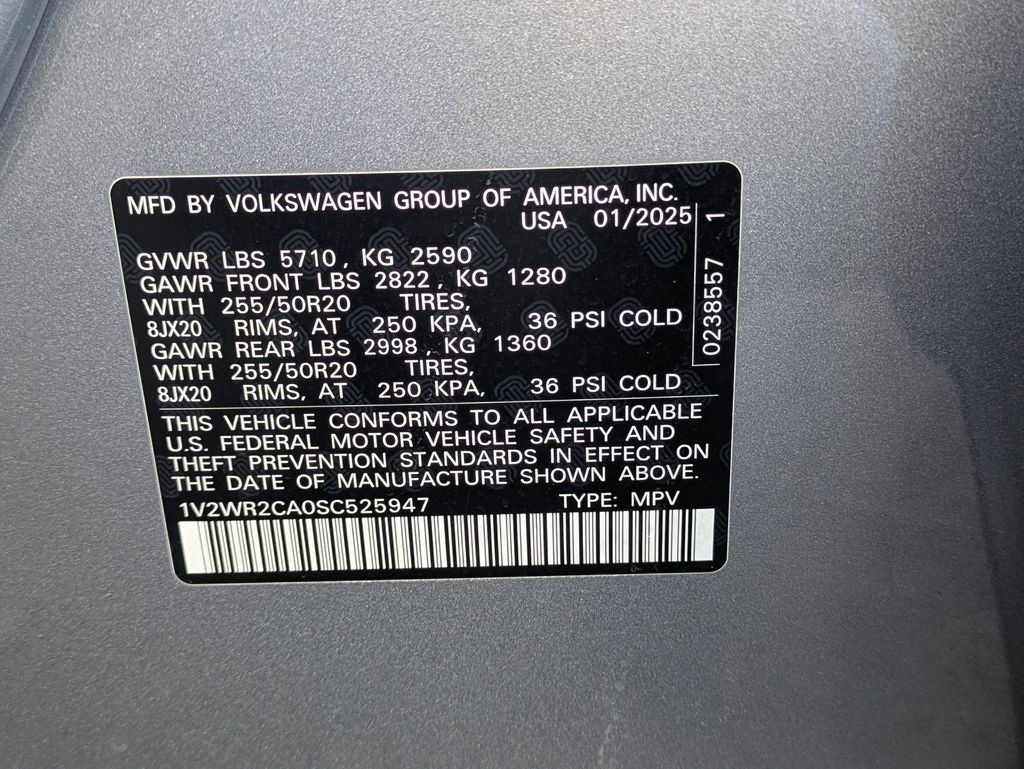 MFD BY VOLKSWAGEN GROUP OF AMERICA, INC.
USA 01/2025
GVWR LBS 5710, KG 2590
GAWR FRONT LBS 2822, KG 1280
WITH 255/50R20 TIRES,
8JX20 RIMS, AT 250 KPA, 36 PSI COLD
GAWR REAR LBS 2998, KG 1360
WITH 255/50R20 TIRES,
8JX20 RIMS, AT 250 KPA, 36 PSI COLD
0238557 1
THIS VEHICLE CONFORMS TO ALL APPLICABLE
U.S. FEDERAL MOTOR VEHICLE SAFETY AND
THEFT PREVENTION STANDARDS IN EFFECT ON
THE DATE OF MANUFACTURE SHOWN ABOVE.
1V2WR2CA0SC525947 TYPE: MPV